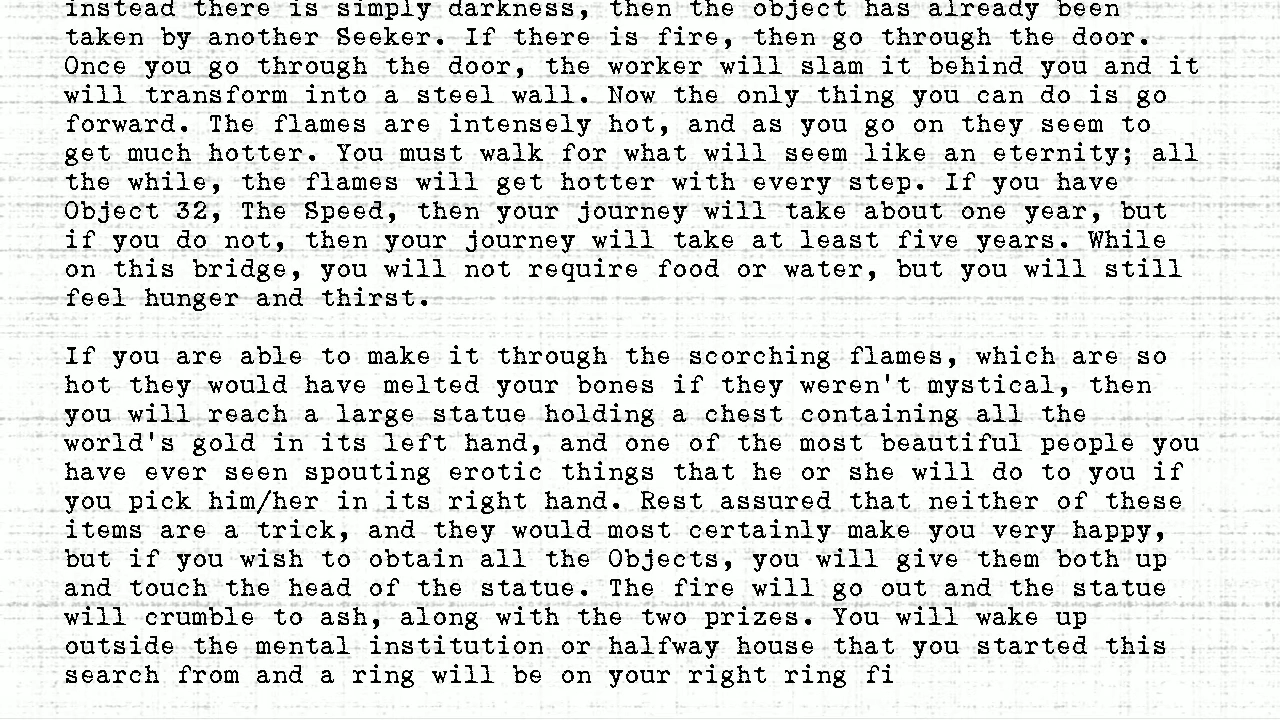 instead there is simply darkness, then the object has already been
taken by another Seeker. If there is fire, then go through the door.
Once you go through the door, the worker will slam it behind you and it
will transform into a steel wall. Now the only thing you can do is go
forward. The flames are intensely hot, and as you go on they seem to
get much hotter. You must walk for what will seem like an eternity; all
the while, the flames will get hotter with every step. If you have
Object 32, The Speed, then your journey will take about one year, but
if you do not, then your journey will take at least five years. While
on this bridge, you will not require food or water, but you will still
feel hunger and thirst.

If you are able to make it through the scorching flames, which are so
hot they would have melted your bones if they weren't mystical, then
you will reach a large statue holding a chest containing all the
world's gold in its left hand, and one of the most beautiful people you
have ever seen spouting erotic things that he or she will do to you if
you pick him/her in its right hand. Rest assured that neither of these
items are a trick, and they would most certainly make you very happy,
but if you wish to obtain all the Objects, you will give them both up
and touch the head of the statue. The fire will go out and the statue
will crumble to ash, along with the two prizes. You will wake up
outside the mental institution or halfway house that you started this
search from and a ring will be on your right ring fi